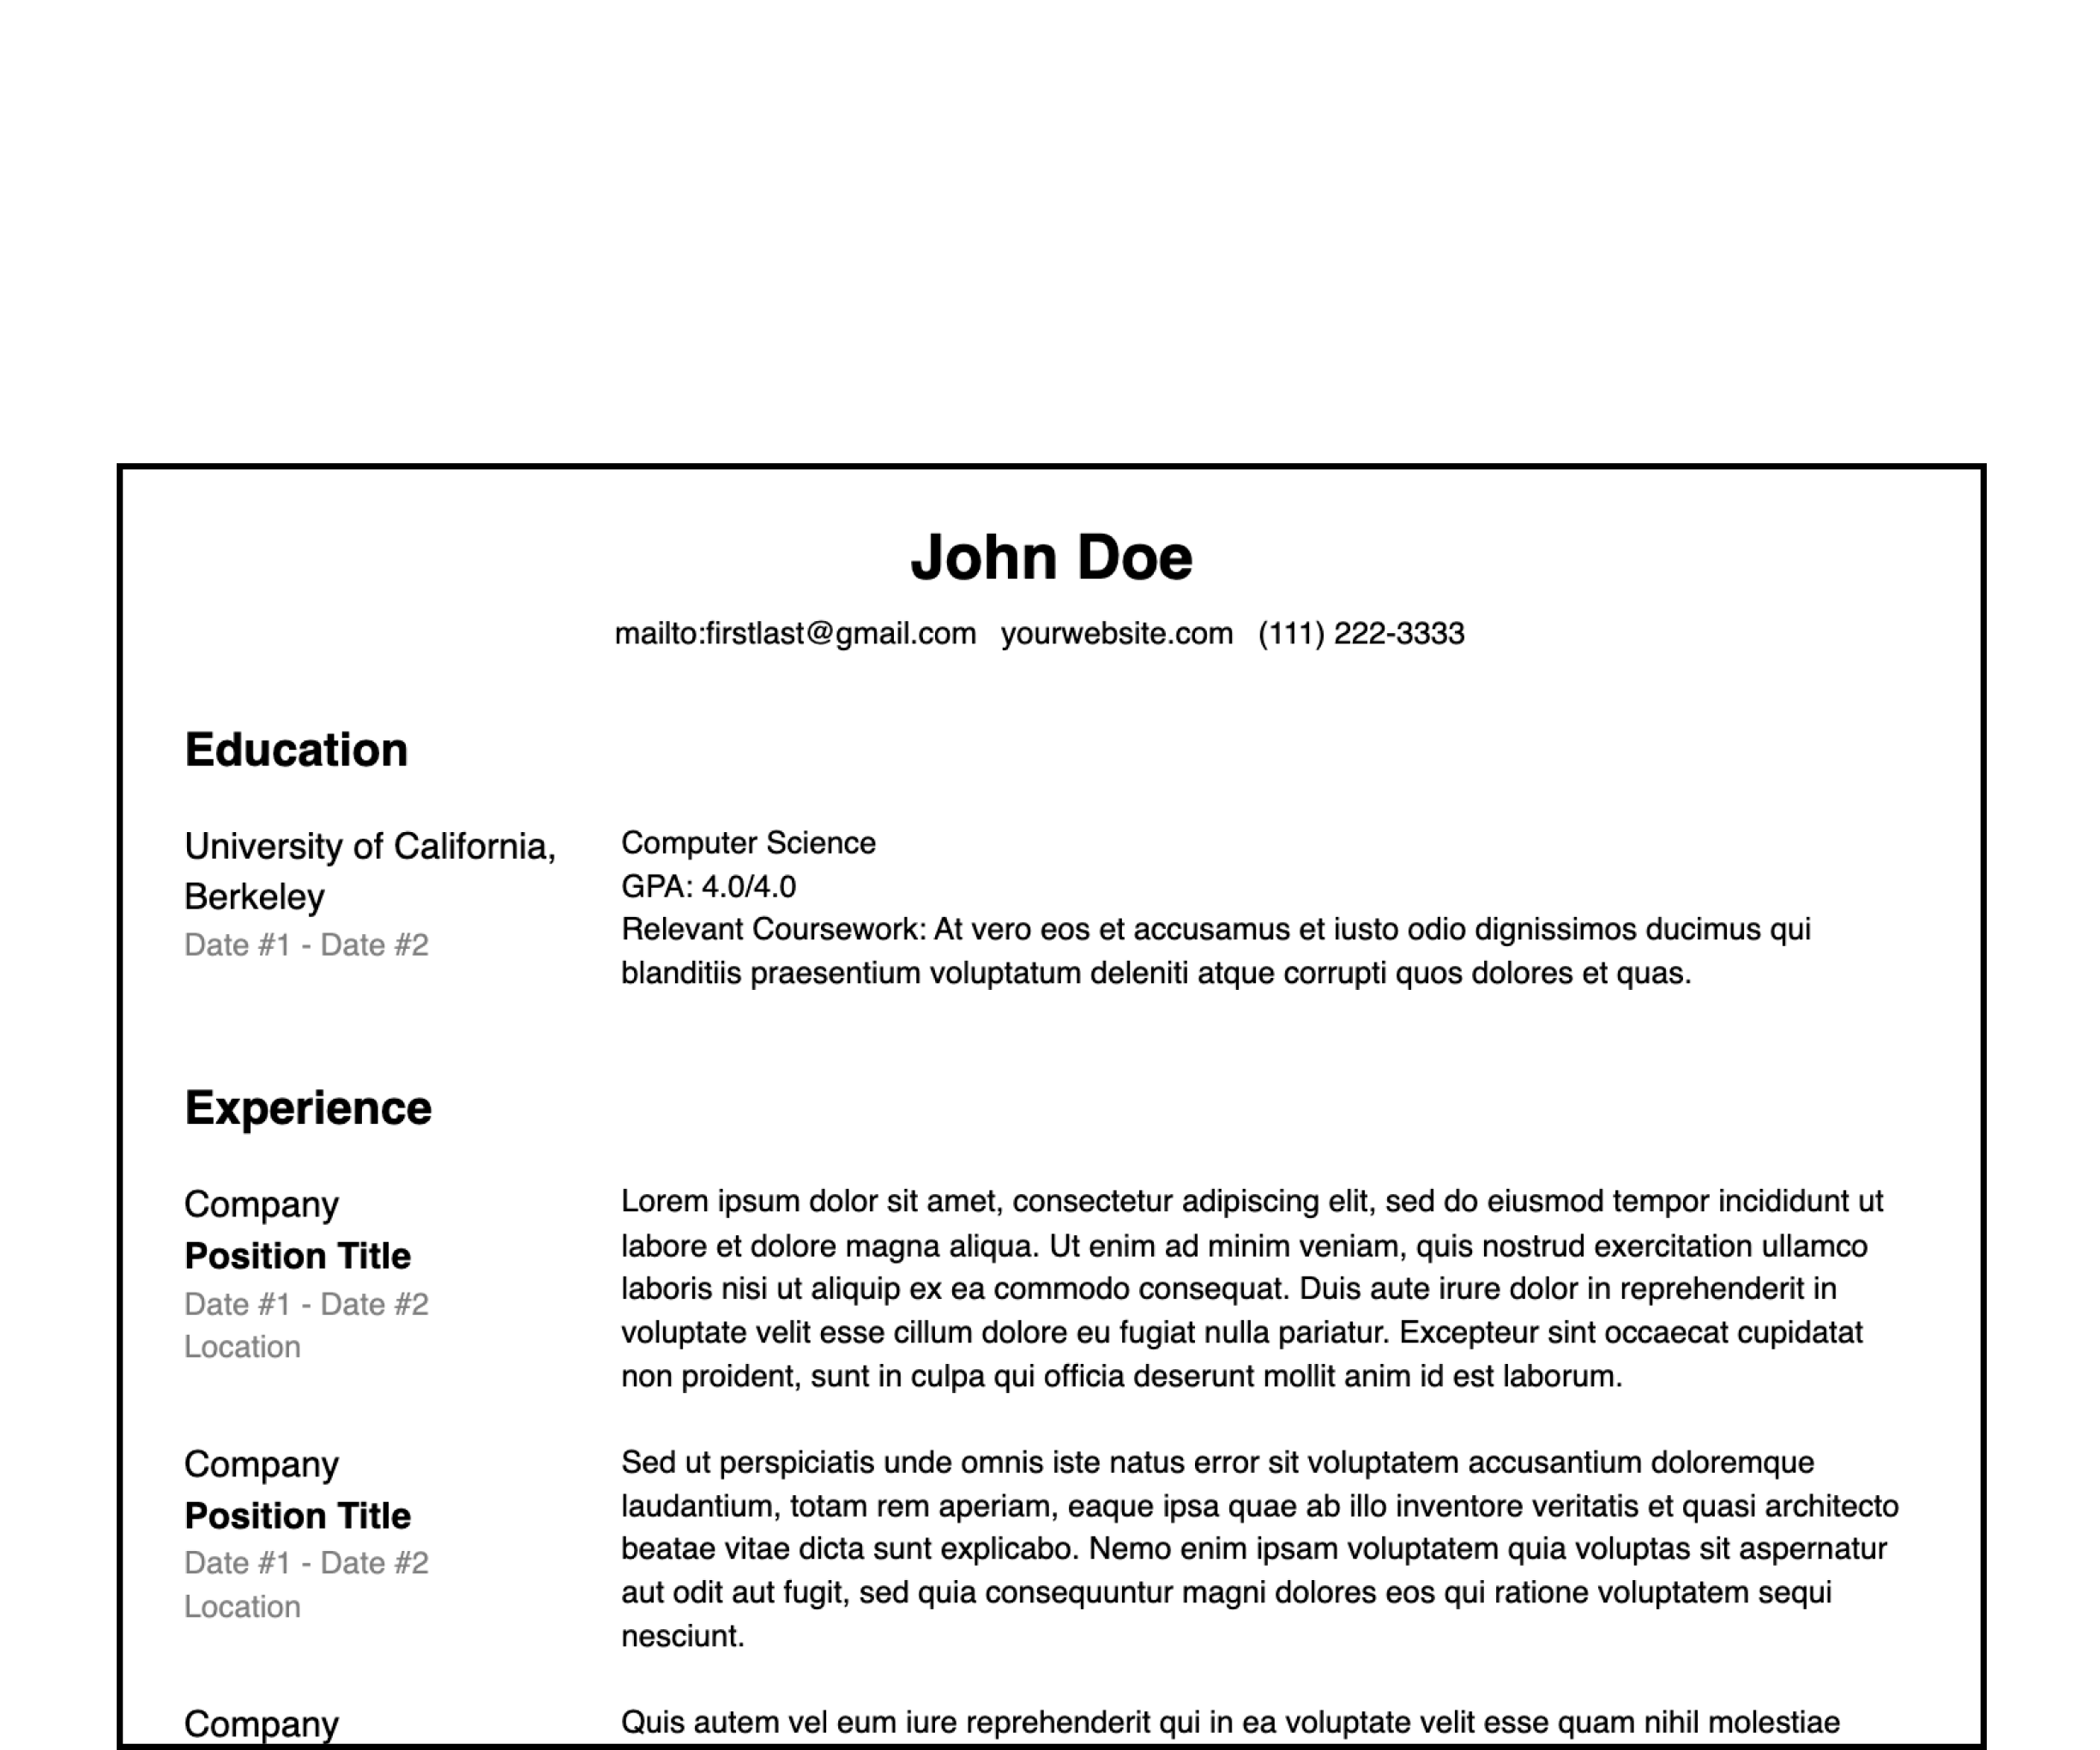 John Doe
mailto:firstlast@gmail.com yourwebsite.com (111) 222-3333
Education
University of California,
Berkeley
Date #1 - Date #2
Computer Science
GPA: 4.0/4.0
Relevant Coursework: At vero eos et accusamus et iusto odio dignissimos ducimus qui
blanditiis praesentium voluptatum deleniti atque corrupti quos dolores et quas.
Experience
Company
Position Title
Date #1 - Date #2
Location
Lorem ipsum dolor sit amet, consectetur adipiscing elit, sed do eiusmod tempor incididunt ut
labore et dolore magna aliqua. Ut enim ad minim veniam, quis nostrud exercitation ullamco
laboris nisi ut aliquip ex ea commodo consequat. Duis aute irure dolor in reprehenderit in
voluptate velit esse cillum dolore eu fugiat nulla pariatur. Excepteur sint occaecat cupidatat
non proident, sunt in culpa qui officia deserunt mollit anim id est laborum.
Company
Position Title
Date #1 - Date #2
Location
Sed ut perspiciatis unde omnis iste natus error sit voluptatem accusantium doloremque
laudantium, totam rem aperiam, eaque ipsa quae ab illo inventore veritatis et quasi architecto
beatae vitae dicta sunt explicabo. Nemo enim ipsam voluptatem quia voluptas sit aspernatur
aut odit aut fugit, sed quia consequuntur magni dolores eos qui ratione voluptatem sequi
nesciunt.
Company
Quis autem vel eum iure reprehenderit qui in ea voluptate velit esse quam nihil molestiae